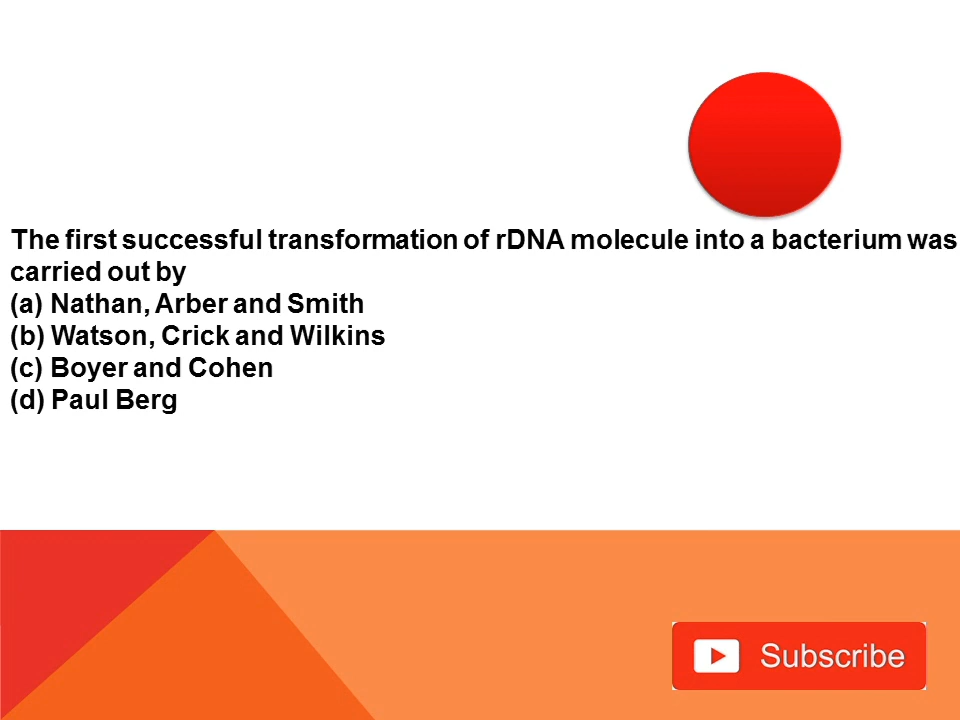 The first successful transformation of rDNA molecule into a bacterium was
carried out by
(a) Nathan, Arber and Smith
(b) Watson, Crick and Wilkins
(c) Boyer and Cohen
(d) Paul Berg
Subscribe